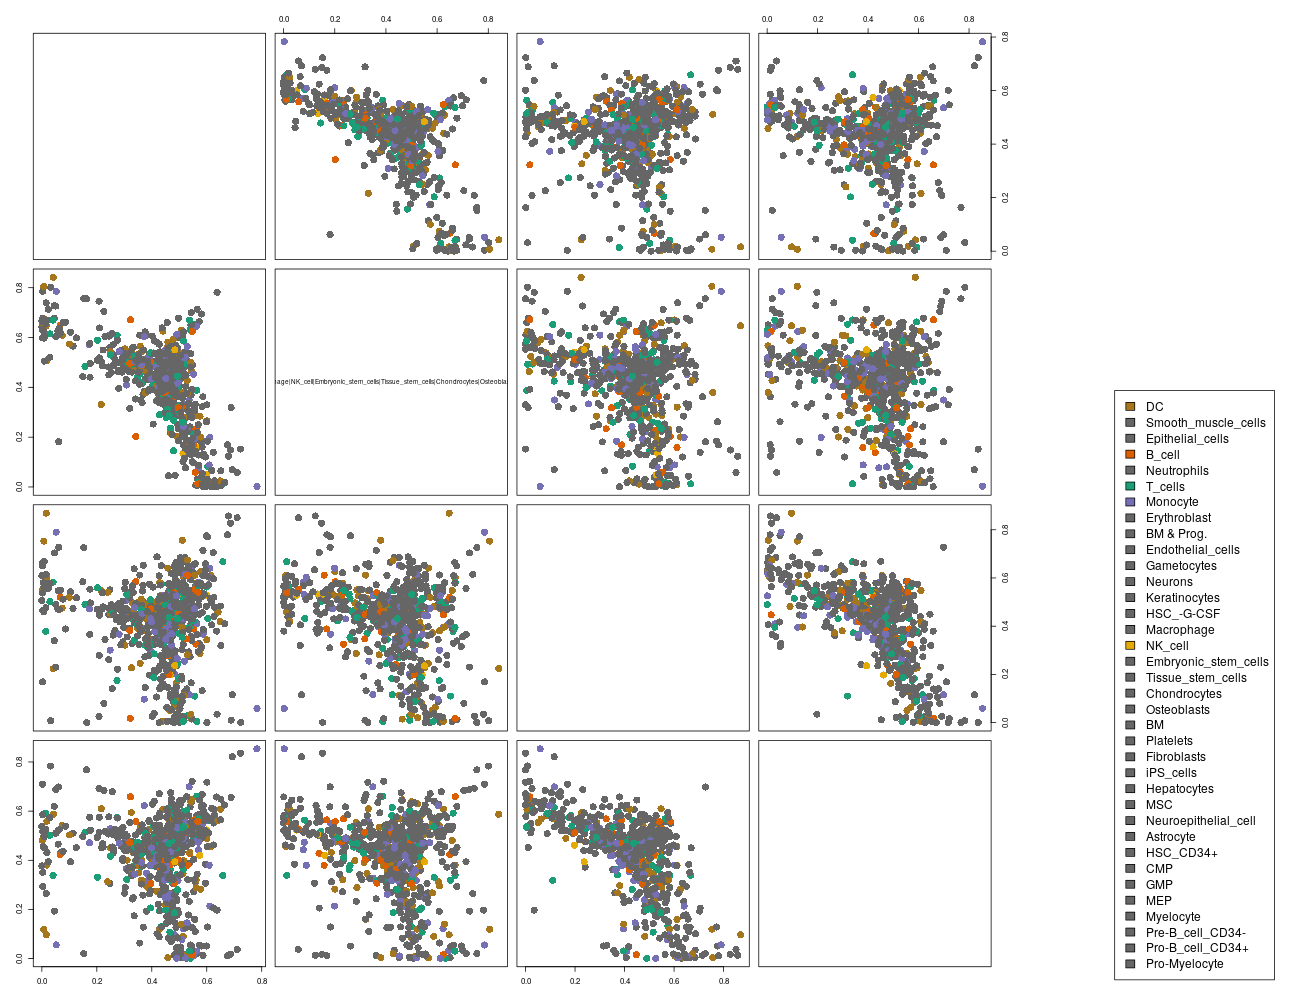 0.0 0.2 0.4 0.6 0.8
0.0 0.2 0.4 0.6 0.8
0.0 0.2 0.4 0.6 0.8
0.0 0.2 0.4 0.6 0.8
age|NK_cell|Embryonic_stem_cells|Tissue_stem_cells|Chondrocytes|Osteobla
0.0 0.2 0.4 0.6 0.8
0.0 0.2 0.4 0.6 0.8
0.0 0.2 0.4 0.6 0.8
0.0 0.2 0.4 0.6 0.8
DC
Smooth_muscle_cells
Epithelial_cells
B_cell
Neutrophils
T_cells
Monocyte
Erythroblast
BM & Prog.
Endothelial_cells
Gametocytes
Neurons
Keratinocytes
HSC_-G-CSF
Macrophage
NK_cell
Embryonic_stem_cells
Tissue_stem_cells
Chondrocytes
Osteoblasts
BM
Platelets
Fibroblasts
iPS_cells
Hepatocytes
MSC
Neuroepithelial_cell
Astrocyte
HSC_CD34+
CMP
GMP
MEP
Myelocyte
Pre-B_cell_CD34-
Pro-B_cell_CD34+
Pro-Myelocyte